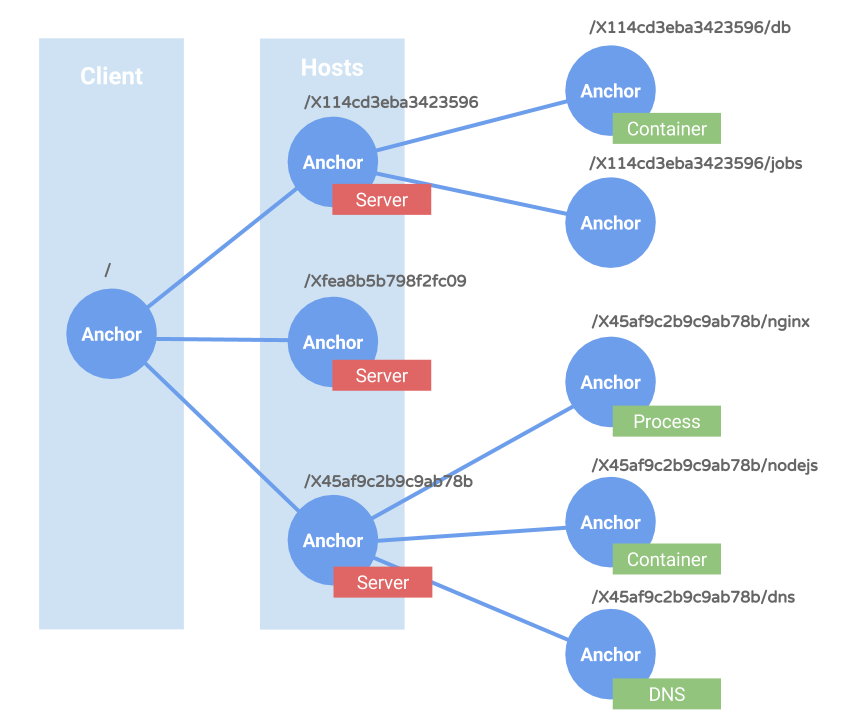 Client
Hosts
/
Anchor
/X114cd3eba3423596
Anchor
Server
/Xfea8b5b798f2fc09
Anchor
Server
/X45af9c2b9c9ab78b
Anchor
Server
/X114cd3eba3423596/db
Anchor
Container
/X114cd3eba3423596/jobs
Anchor
/X45af9c2b9c9ab78b/nginx
Anchor
Process
/X45af9c2b9c9ab78b/nodejs
Anchor
Container
/X45af9c2b9c9ab78b/dns
Anchor
DNS